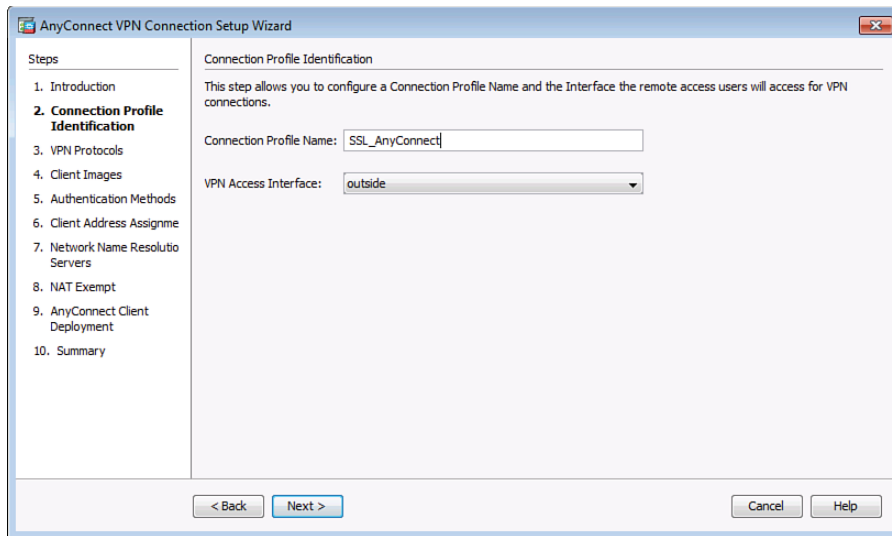 AnyConnect VPN Connection Setup Wizard
Steps
1. Introduction
2. Connection Profile
Identification
3. VPN Protocols
4. Client Images
5. Authentication Methods
6. Client Address Assignme
7. Network Name Resolutio
Servers
8. NAT Exempt
9. AnyConnect Client
Deployment
10. Summary
Connection Profile Identification
This step allows you to configure a Connection Profile Name and the Interface the remote access users will access for VPN
connections.
Connection Profile Name: SSL_AnyConnect
VPN Access Interface: outside
< Back Next > Cancel Help